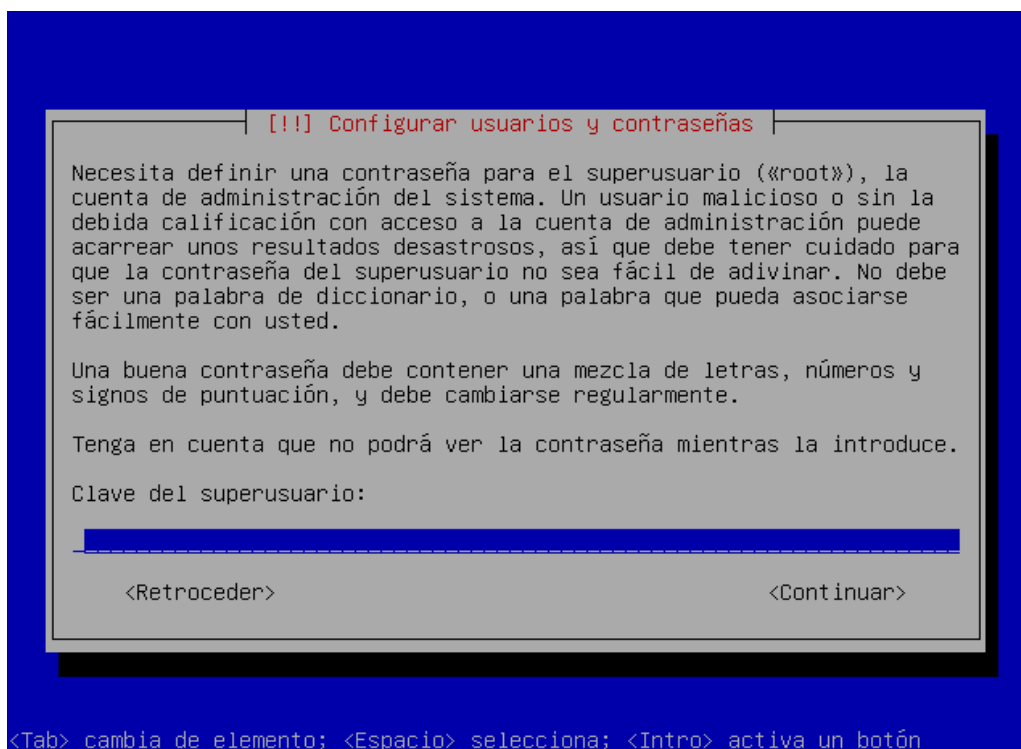 [!!] Configurar usuarios y contraseñas
Necesita definir una contraseña para el superusuario («root»), la
cuenta de administración del sistema. Un usuario malicioso o sin la
debida calificación con acceso a la cuenta de administración puede
acarrear unos resultados desastrosos, así que debe tener cuidado para
que la contraseña del superusuario no sea fácil de adivinar. No debe
ser una palabra de diccionario, o una palabra que pueda asociarse
fácilmente con usted.
Una buena contraseña debe contener una mezcla de letras, números y
signos de puntuación, y debe cambiarse regularmente.
Tenga en cuenta que no podrá ver la contraseña mientras la introduce.
Clave del superusuario:
<Retroceder> <Continuar>
<Tab> cambia de elemento; <Espacio> selecciona; <Intro> activa un botón